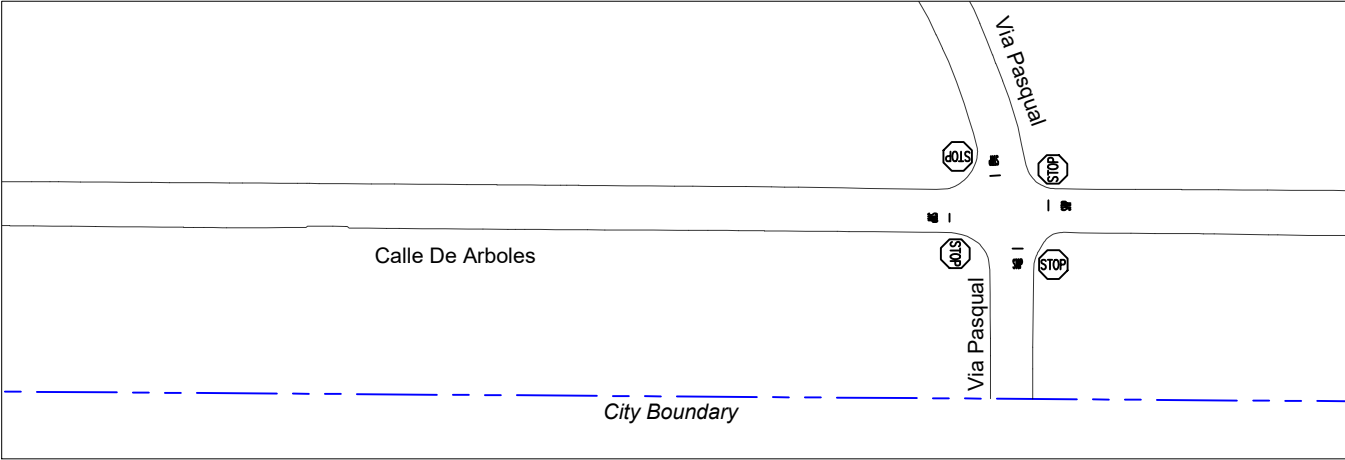 Via Pasqual
STOP
STOP
Calle De Arboles
STOP
STOP
Via Pasqual
City Boundary